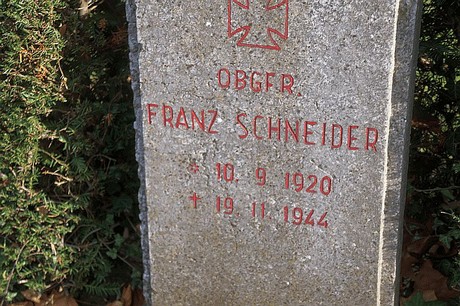 OBGFR.
FRANZ SCHNEIDER
* 10. 9. 1920
† 19. 11. 1944